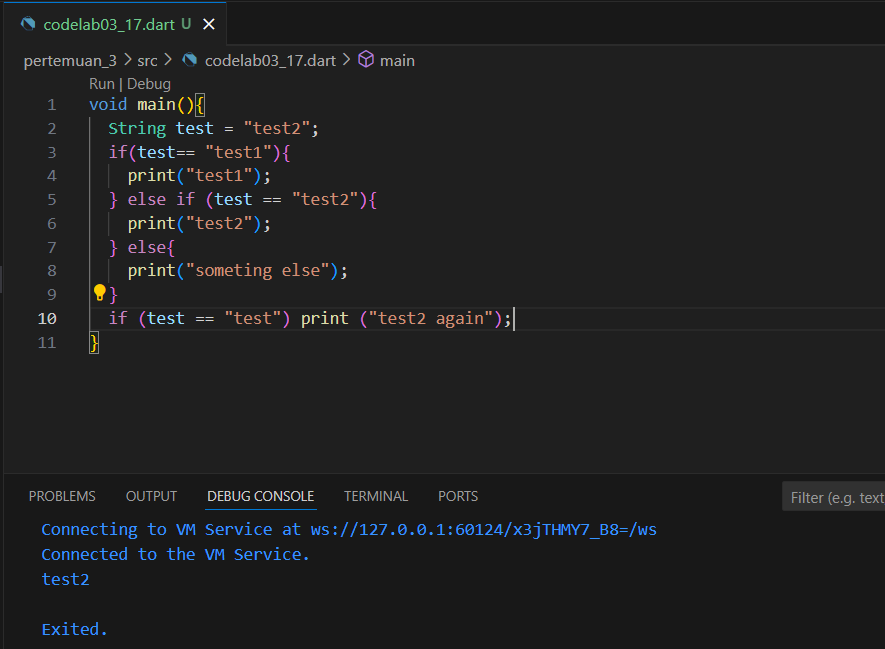 codelab03_17.dart U ×
pertemuan_3 > src > codelab03_17.dart > main
Run | Debug
1 void main(){
2   String test = "test2";
3   if(test== "test1"){
4     print("test1");
5   } else if (test == "test2"){
6     print("test2");
7   } else{
8     print("someting else");
9   }
10   if (test == "test") print ("test2 again");
11 }
PROBLEMS OUTPUT DEBUG CONSOLE TERMINAL PORTS Filter (e.g. text
Connecting to VM Service at ws://127.0.0.1:60124/x3jTHMY7_B8=/ws
Connected to the VM Service.
test2
Exited.